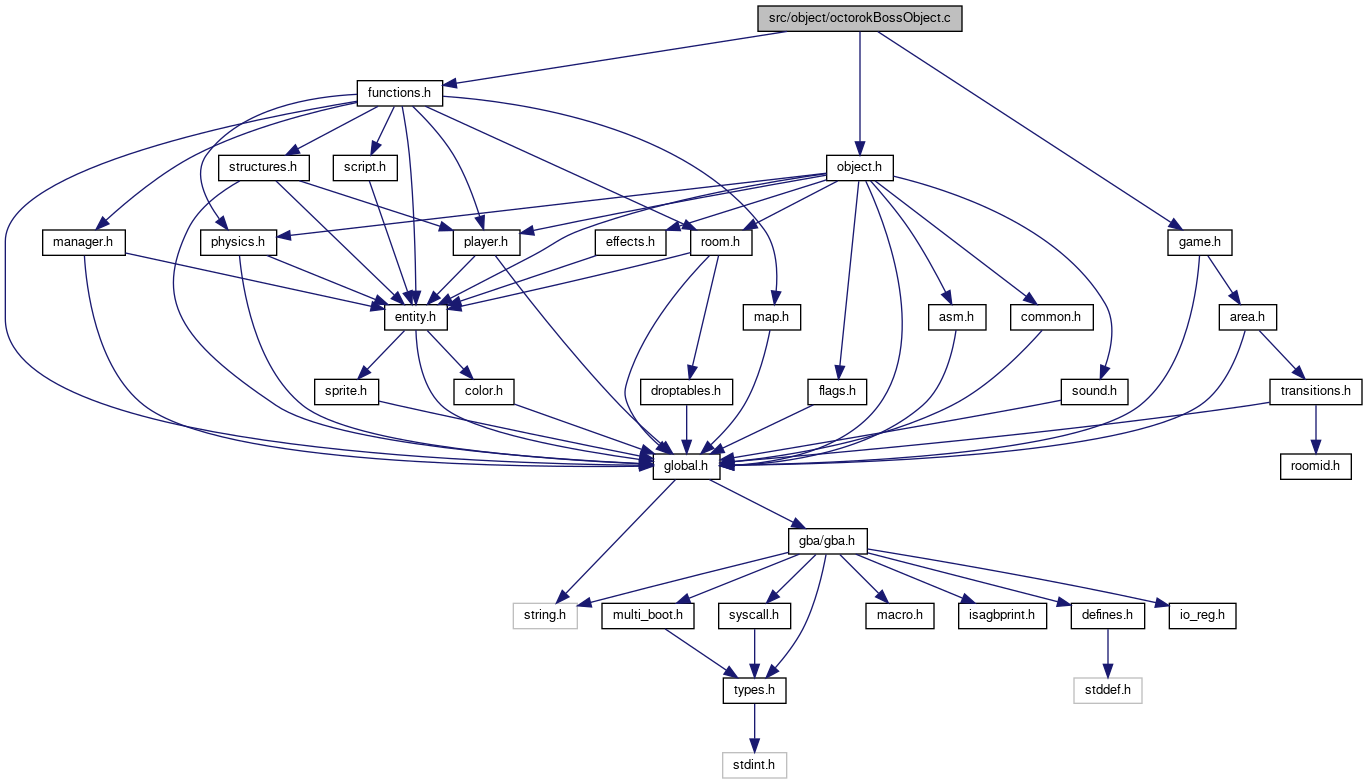 src/object/octorokBossObject.c
functions.h
structures.h
script.h
object.h
manager.h
physics.h
player.h
effects.h
room.h
game.h
entity.h
map.h
asm.h
common.h
area.h
sprite.h
color.h
droptables.h
flags.h
sound.h
transitions.h
global.h
roomid.h
gba/gba.h
string.h
multi_boot.h
syscall.h
macro.h
isagbprint.h
defines.h
io_reg.h
types.h
stddef.h
stdint.h